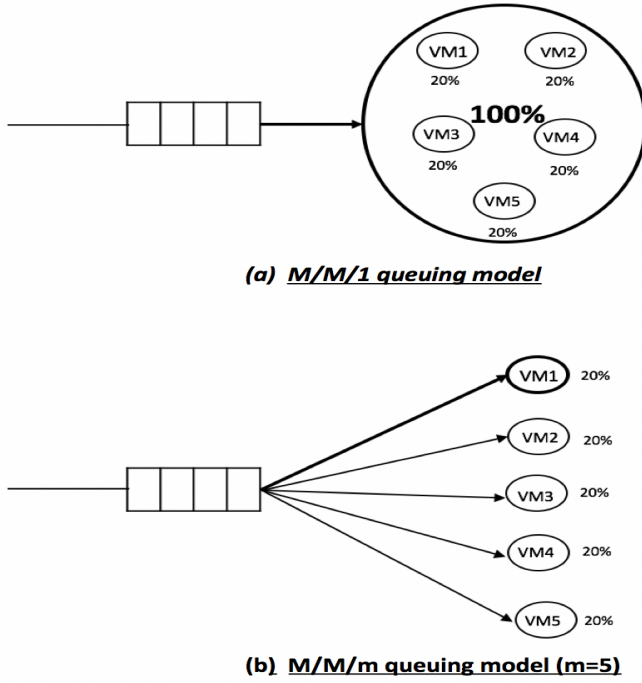 VM1 VM2
20% 20%
100%
VM3 VM4
20% 20%
VM5
20%
(a) M/M/1 queuing model
VM1 20%
VM2 20%
VM3 20%
VM4 20%
VM5 20%
(b) M/M/m queuing model (m=5)